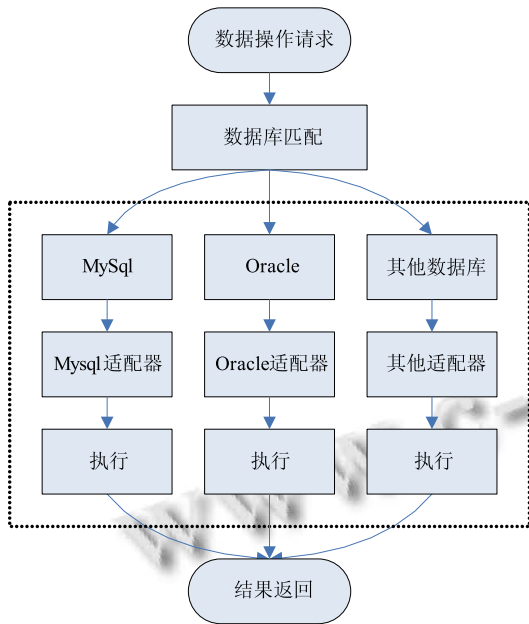 数据操作请求
数据库匹配
MySql
Oracle
其他数据库
Mysql适配器
Oracle适配器
其他适配器
执行
执行
执行
结果返回